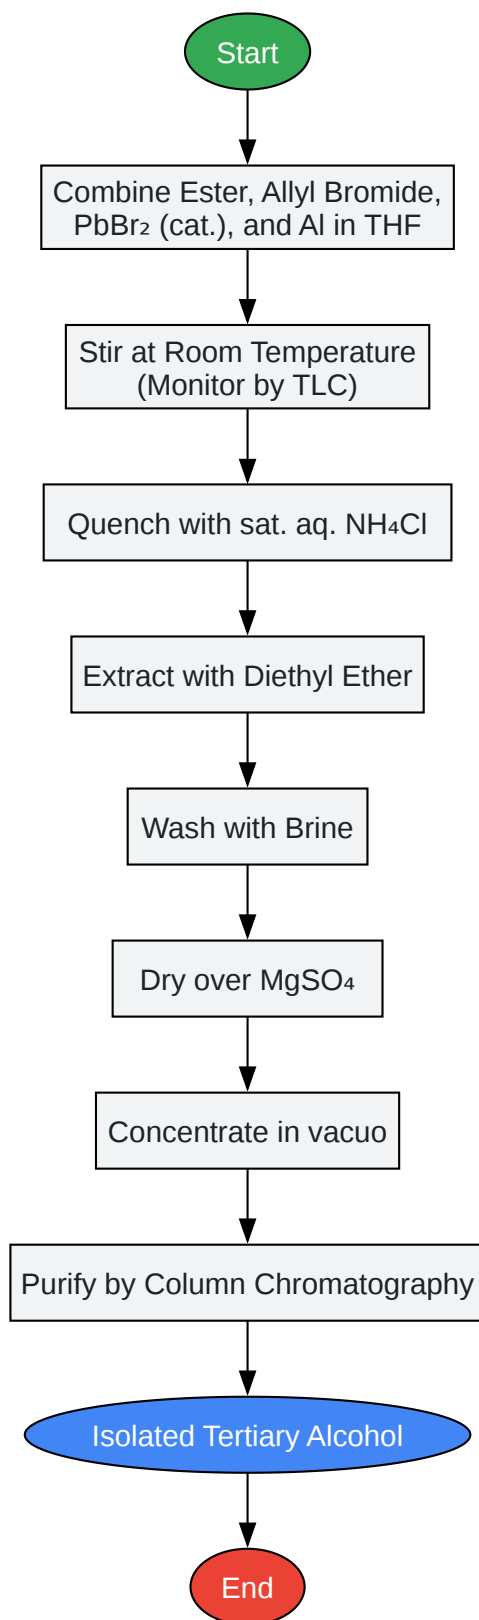 Start
Combine Ester, Allyl Bromide,
PbBr₂ (cat.), and Al in THF
Stir at Room Temperature
(Monitor by TLC)
Quench with sat. aq. NH₄Cl
Extract with Diethyl Ether
Wash with Brine
Dry over MgSO₄
Concentrate in vacuo
Purify by Column Chromatography
Isolated Tertiary Alcohol
End